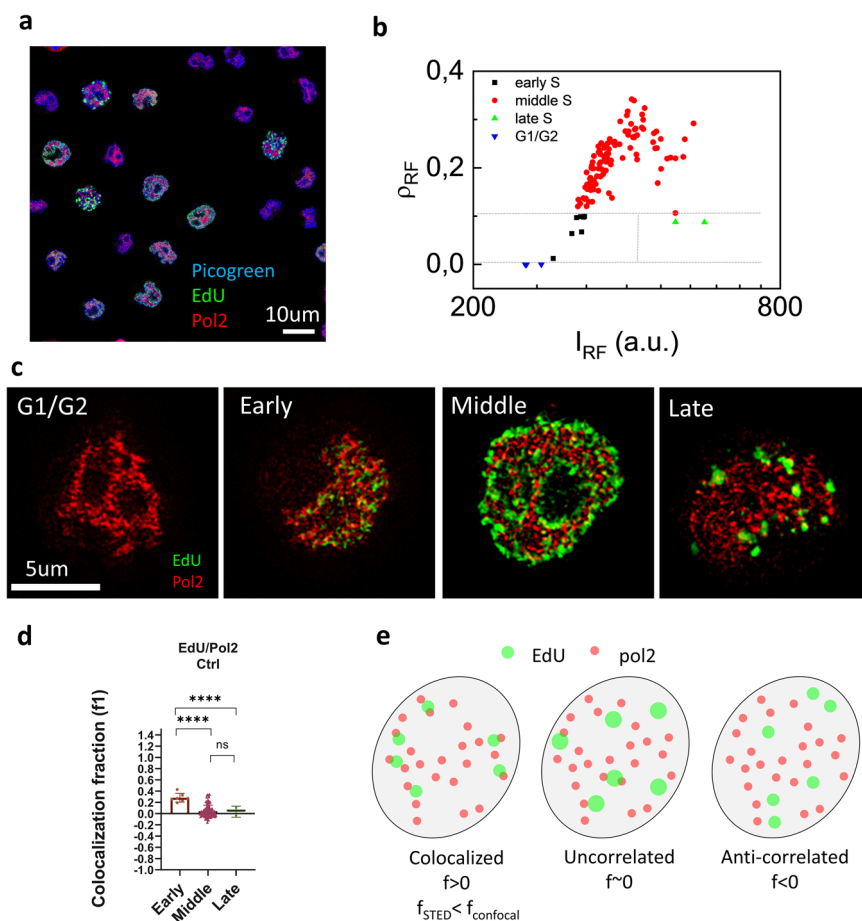 a
Picogreen
EdU
Pol2
10um
b
early S
middle S
late S
G1/G2
0,4
0,2
0,0
ρRF
200
800
IRF (a.u.)
c
G1/G2
Early
Middle
Late
EdU
Pol2
5um
d
EdU/Pol2
Ctrl
****
****
ns
Colocalization fraction (f1)
1.4
1.2
1.0
0.8
0.6
0.4
0.2
0.0
-0.2
-0.4
-0.6
-0.8
-1.0
Early
Middle
Late
e
EdU
pol2
Colocalized
f>0
fSTED< fconfocal
Uncorrelated
f~0
Anti-correlated
f<0